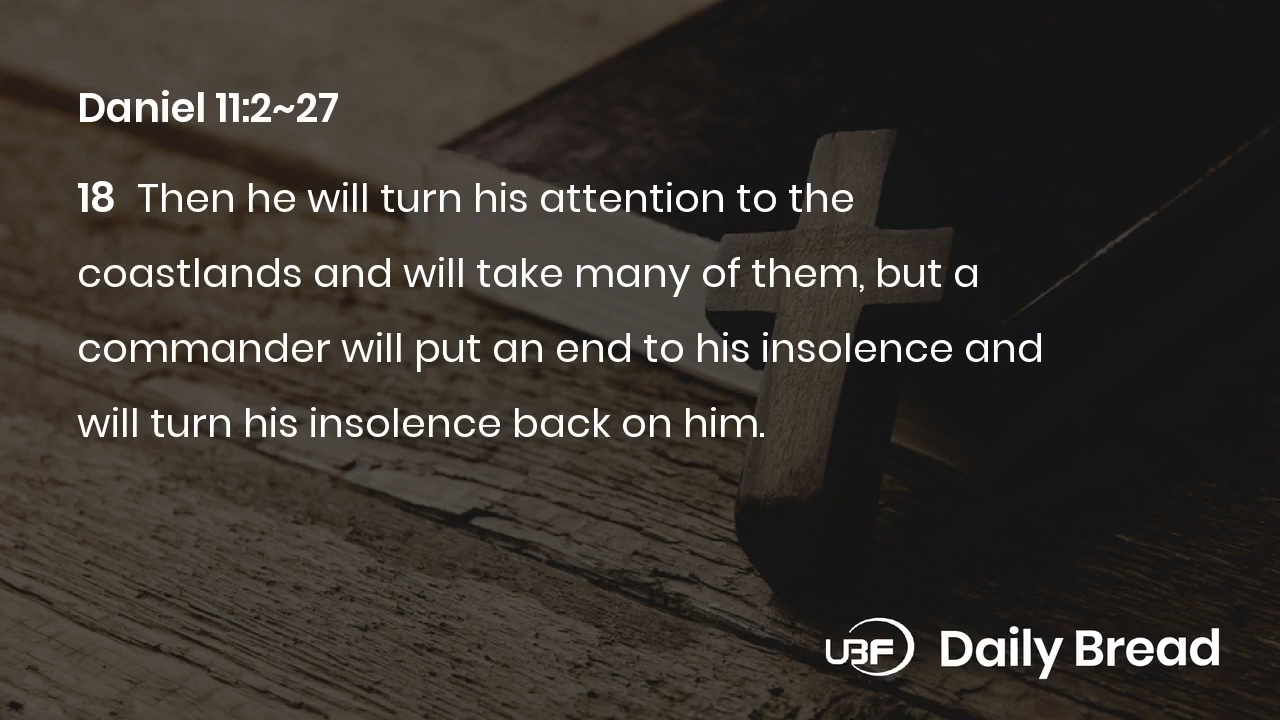 Daniel 11:2~27
18 Then he will turn his attention to the
coastlands and will take many of them, but a
commander will put an end to his insolence and
will turn his insolence back on him.
UBF Daily Bread